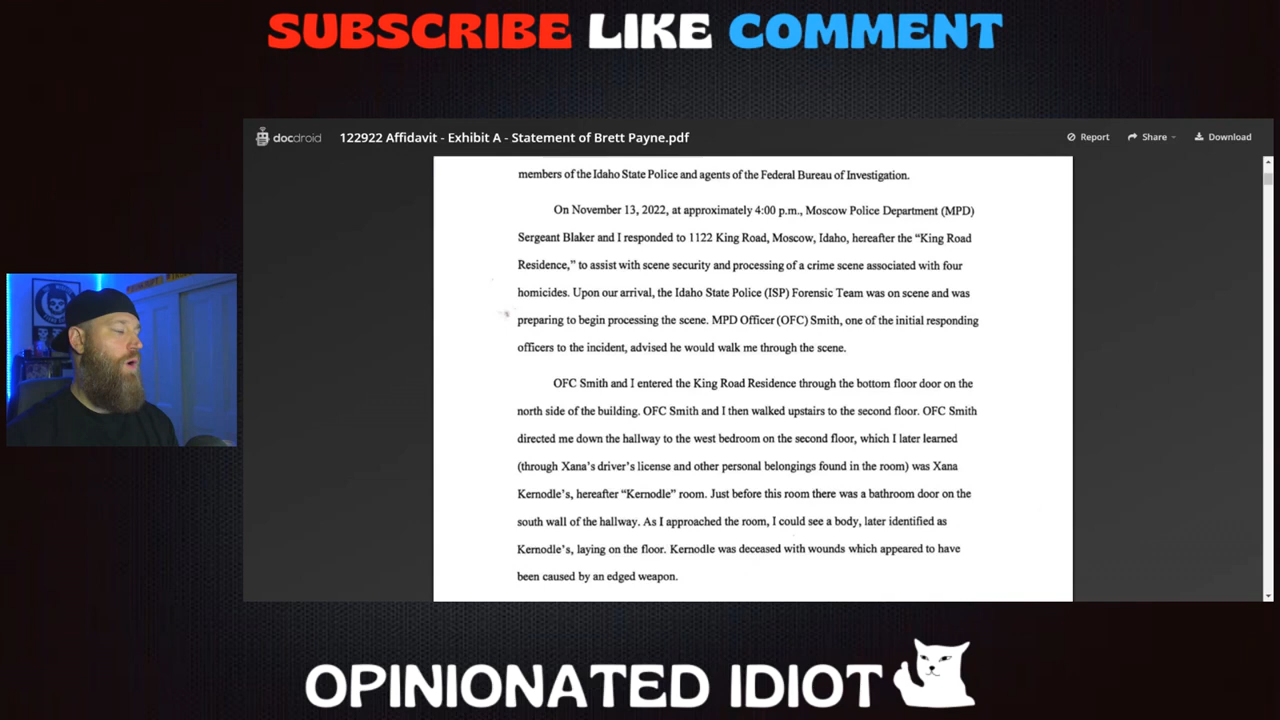 SUBSCRIBE LIKE COMMENT
docdroid 122922 Affidavit - Exhibit A - Statement of Brett Payne.pdf Report Share Download
members of the Idaho State Police and agents of the Federal Bureau of Investigation.
On November 13, 2022, at approximately 4:00 p.m., Moscow Police Department (MPD)
Sergeant Blaker and I responded to 1122 King Road, Moscow, Idaho, hereafter the “King Road
Residence,” to assist with scene security and processing of a crime scene associated with four
homicides. Upon our arrival, the Idaho State Police (ISP) Forensic Team was on scene and was
preparing to begin processing the scene. MPD Officer (OFC) Smith, one of the initial responding
officers to the incident, advised he would walk me through the scene.
OFC Smith and I entered the King Road Residence through the bottom floor door on the
north side of the building. OFC Smith and I then walked upstairs to the second floor. OFC Smith
directed me down the hallway to the west bedroom on the second floor, which I later learned
(through Xana’s driver’s license and other personal belongings found in the room) was Xana
Kernodle’s, hereafter “Kernodle” room. Just before this room there was a bathroom door on the
south wall of the hallway. As I approached the room, I could see a body, later identified as
Kernodle’s, laying on the floor. Kernodle was deceased with wounds which appeared to have
been caused by an edged weapon.
OPINIONATED IDIOT